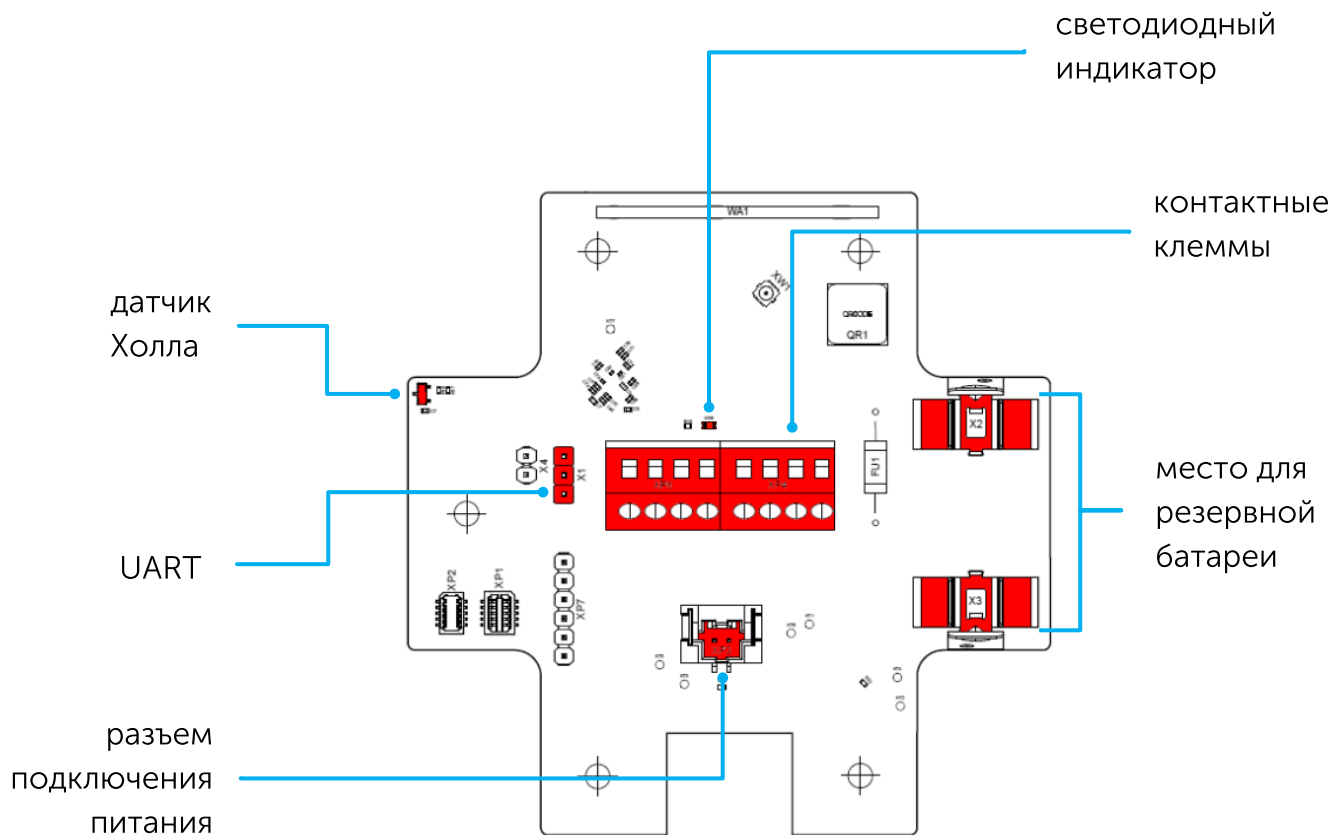 светодиодный
индикатор
WA1
контактные
клеммы
XW1
QRCODE
QR1
датчик
Холла
X2
X4
X1
FU1
место для
резервной
батареи
UART
XP2
XP1
XP7
X3
разъем
подключения
питания